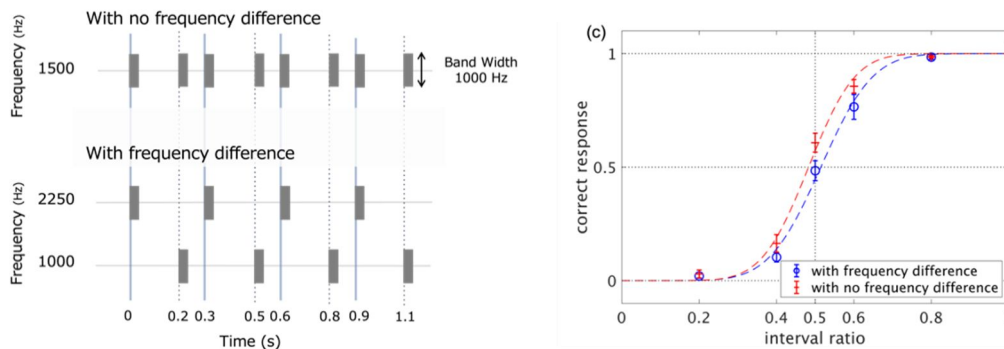 With no frequency difference
Frequency (Hz)
1500
Band Width
1000 Hz
With frequency difference
Frequency (Hz)
2250
1000
0 0.2 0.3 0.5 0.6 0.8 0.9 1.1
Time (s)
(c)
correct response
1
0.5
0
with frequency difference
with no frequency difference
0 0.2 0.4 0.5 0.6 0.8
interval ratio